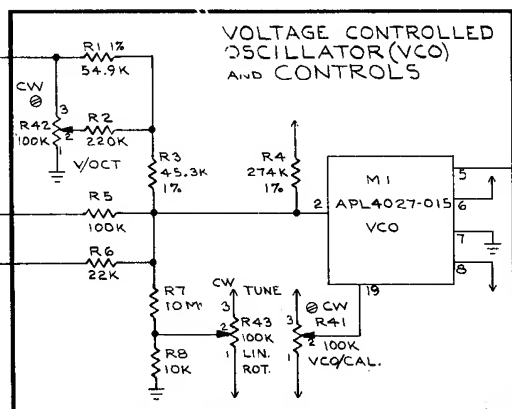 VOLTAGE CONTROLLED
OSCILLATOR (VCO)
AND CONTROLS
R1 1%
54.9K
CW
3
R42
100K
2
1
R2
220K
V/OCT
R3
45.3K
1%
R4
274K
1%
R5
100K
R6
22K
R7
10M
R8
10K
CW
TUNE
3
2
1
R43
100K
LIN.
ROT.
CW
3
2
1
R41
100K
VCO/CAL.
2
M1
APL4027-015
VCO
5
6
7
8
19